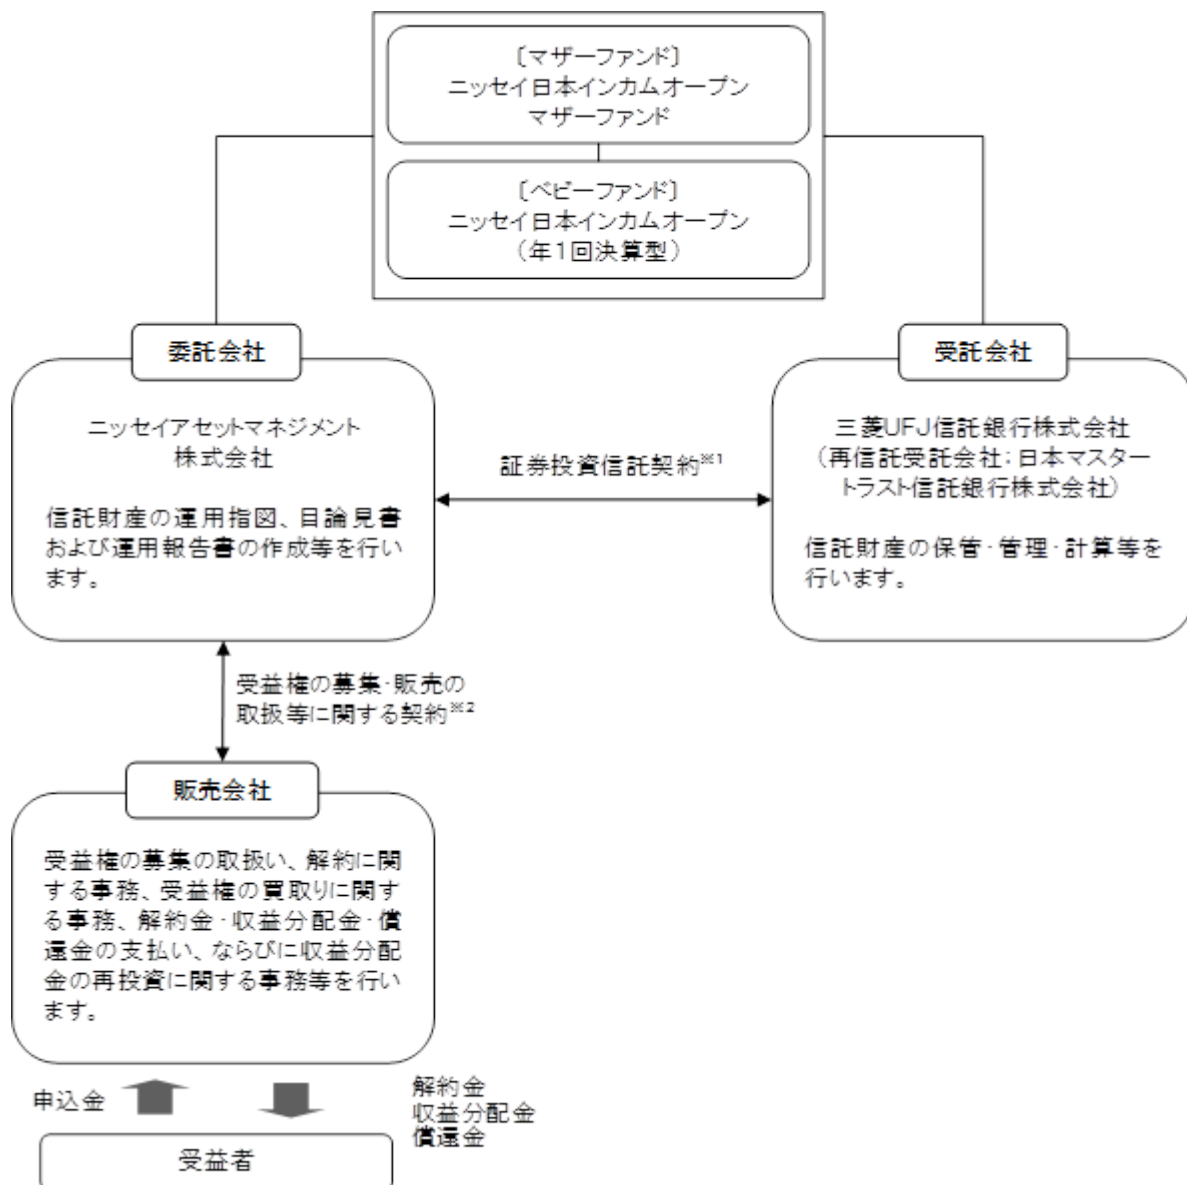 〔マザーファンド〕
ニッセイ日本インカムオープン
マザーファンド
〔ベビーファンド〕
ニッセイ日本インカムオープン
（年1回決算型）
委託会社
ニッセイアセットマネジメント
株式会社
信託財産の運用指図、目論見書
および運用報告書の作成等を行い
ます。
証券投資信託契約※1
受託会社
三菱UFJ信託銀行株式会社
（再信託受託会社：日本マスター
トラスト信託銀行株式会社）
信託財産の保管・管理・計算等を
行います。
受益権の募集・販売の
取扱等に関する契約※2
販売会社
受益権の募集の取扱い、解約に関
する事務、受益権の買取りに関す
る事務、解約金・収益分配金・償
還金の支払い、ならびに収益分配
金の再投資に関する事務等を行い
ます。
申込金
解約金
収益分配金
償還金
受益者